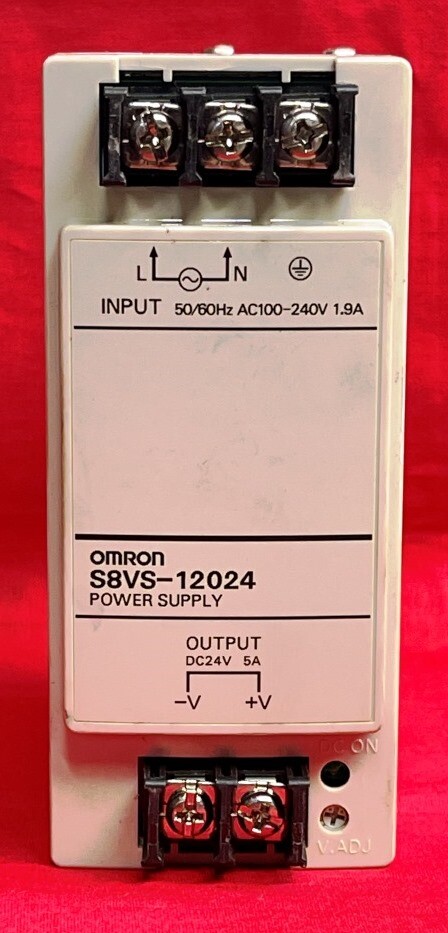 L N
INPUT 50/60Hz AC100-240V 1.9A
omron
S8VS-12024
POWER SUPPLY
OUTPUT
DC24V 5A
-V +V
DC ON
V.ADJ